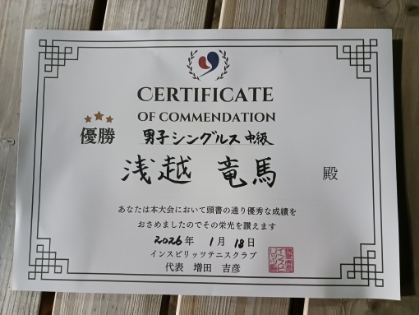 CERTIFICATE
OF COMMENDATION
優勝 男子シングルス 中級
浅越 竜馬 殿
あなたは本大会において頭書の通り優秀な成績を
おさめましたのでその栄光を讃えます
2026年 1月 18日
インスピリッツテニスクラブ
代表 増田 吉彦